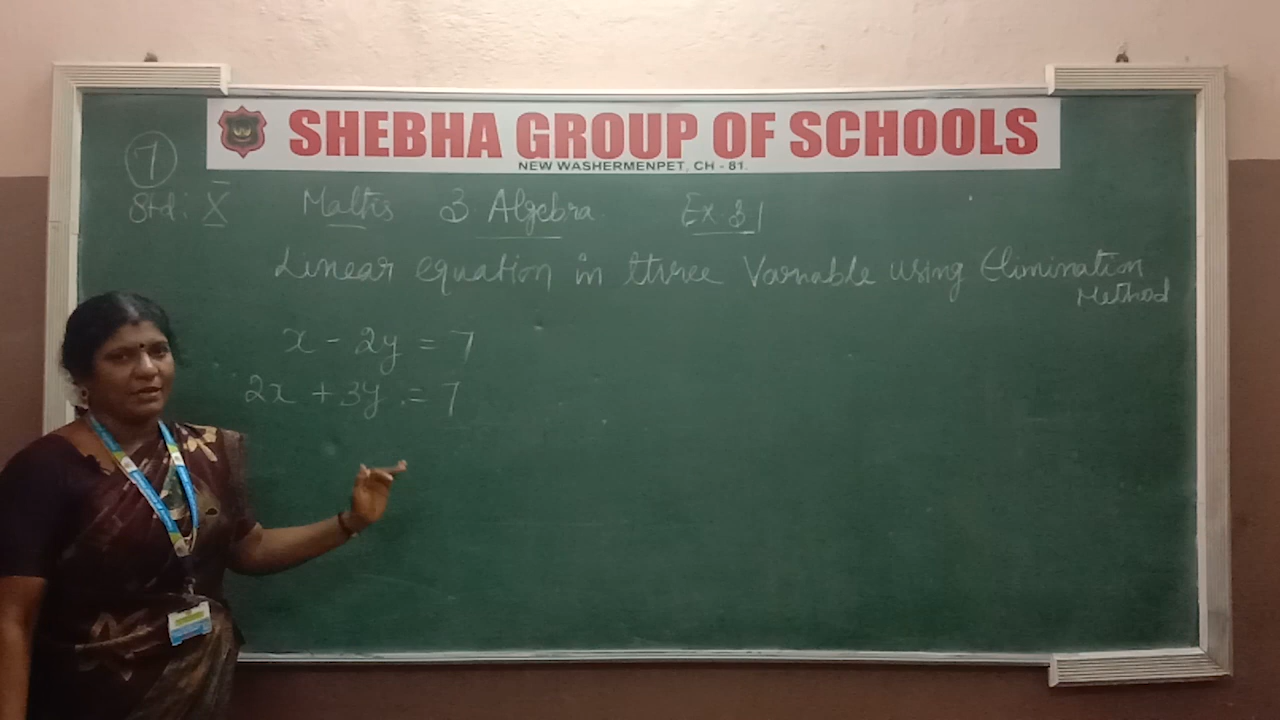 SHEBHA GROUP OF SCHOOLS
NEW WASHERMENPET, CH - 81.
7
Std: X Maths 3. Algebra Ex. 3.1
Linear equation in three Variable using Elimination
Method
x - 2y = 7
2x + 3y = 7